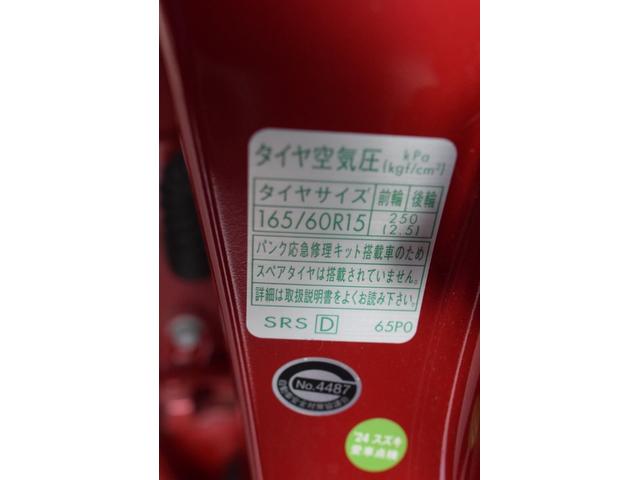 タイヤ空気圧 kPa
(kgf/cm²)
タイヤサイズ 前輪 後輪
165/60R15 250
(2.5)
パンク応急修理キット搭載車のため
スペアタイヤは搭載されていません。
詳細は取扱説明書をよくお読み下さい。
SRS D 65P0
No.4487
'24 スズキ
愛車点検